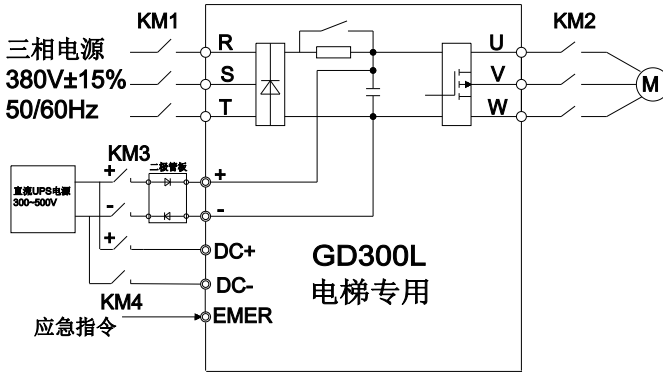 KM1
KM2
三相电源
380V±15%
50/60Hz
R
S
T
U
V
W
M
KM3
二极管板
直流UPS电源
300~500V
+
-
+
+
-
DC+
DC-
KM4
应急指令
EMER
GD300L
电梯专用